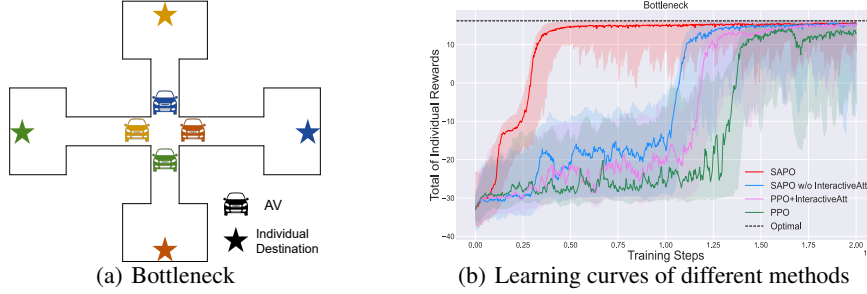 AV
Individual
Destination
(a) Bottleneck
Bottleneck
Total of Individual Rewards
10
0
−10
−20
−30
−40
SAPO
SAPO w/o InteractiveAtt
PPO+InteractiveAtt
PPO
Optimal
0.00 0.25 0.50 0.75 1.00 1.25 1.50 1.75 2.00
Training Steps
1
(b) Learning curves of different methods